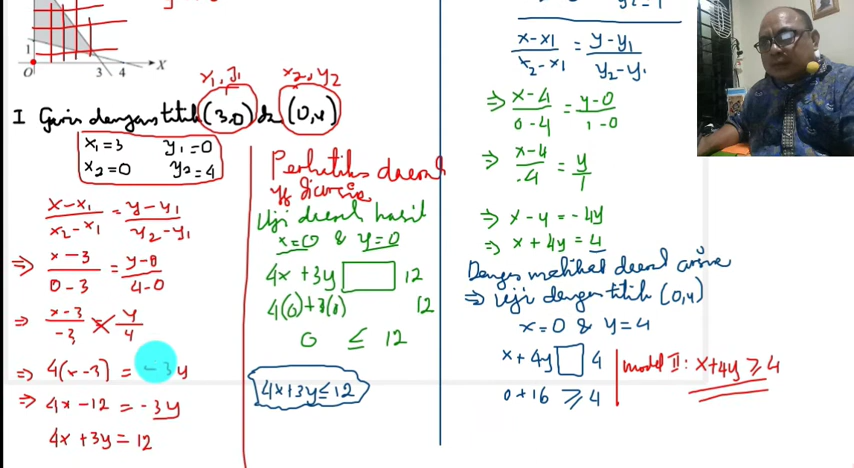 1
O
3 4
x
x₁, y₁
x₂, y₂
I Garis dengan titik (3,0) & (0,4)
x₁=3 y₁=0
x₂=0 y₂=4
x-x₁/x₂-x₁ = y-y₁/y₂-y₁
⇒ x-3/0-3 = y-0/4-0
⇒ x-3/-3 = y/4
⇒ 4(x-3) = -3y
⇒ 4x-12 = -3y
4x+3y=12
Perhatikan daerah
yg diarsir
Uji daerah hasil
x=0 & y=0
4x+3y □ 12
4(0)+3(0) 12
0 ≤ 12
4x+3y≤12
x-x₁/x₂-x₁ = y-y₁/y₂-y₁
⇒ x-4/0-4 = y-0/1-0
⇒ x-4/-4 = y/1
⇒ x-4=-4y
⇒ x+4y=4
Dengan melihat daerah arsiran
⇒ Uji dengan titik (0,4)
x=0 & y=4
x+4y □ 4
0+16 ≥ 4
model II: x+4y≥4